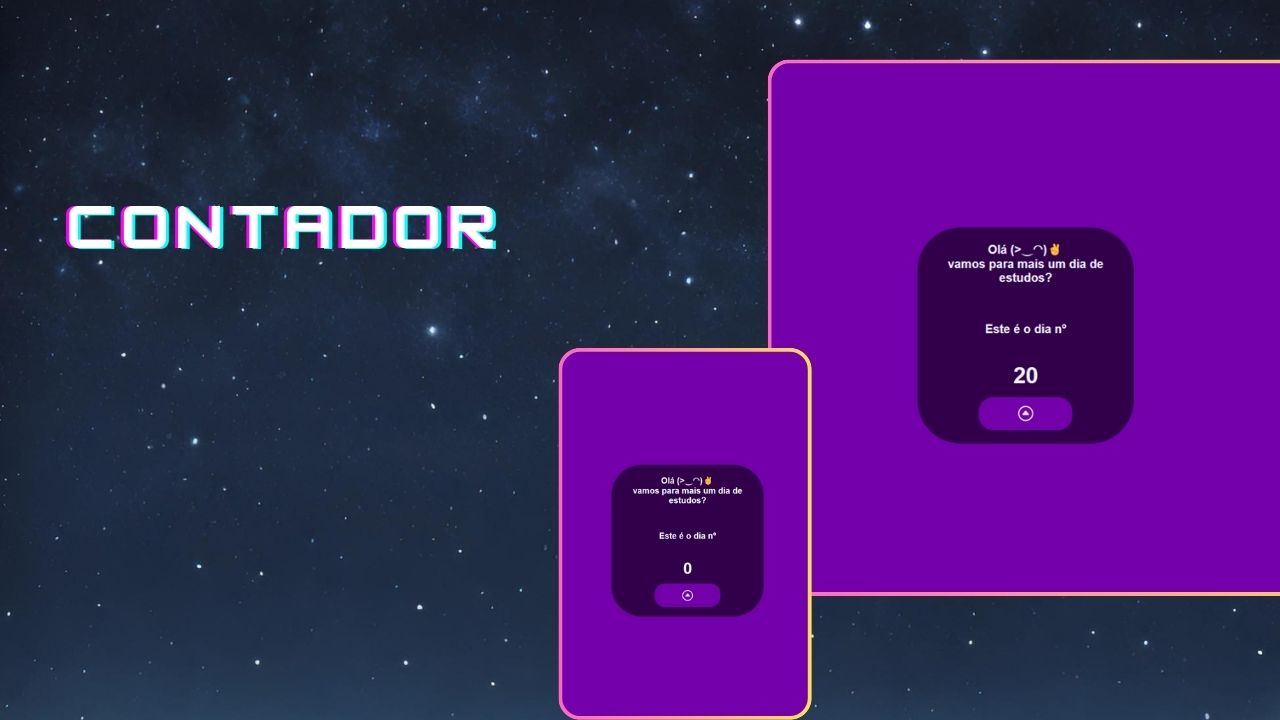 CONTADOR
Olá (>‿◠)✌
vamos para mais um dia de
estudos?
Este é o dia nº
20
Olá (>‿◠)✌
vamos para mais um dia de
estudos?
Este é o dia nº
0